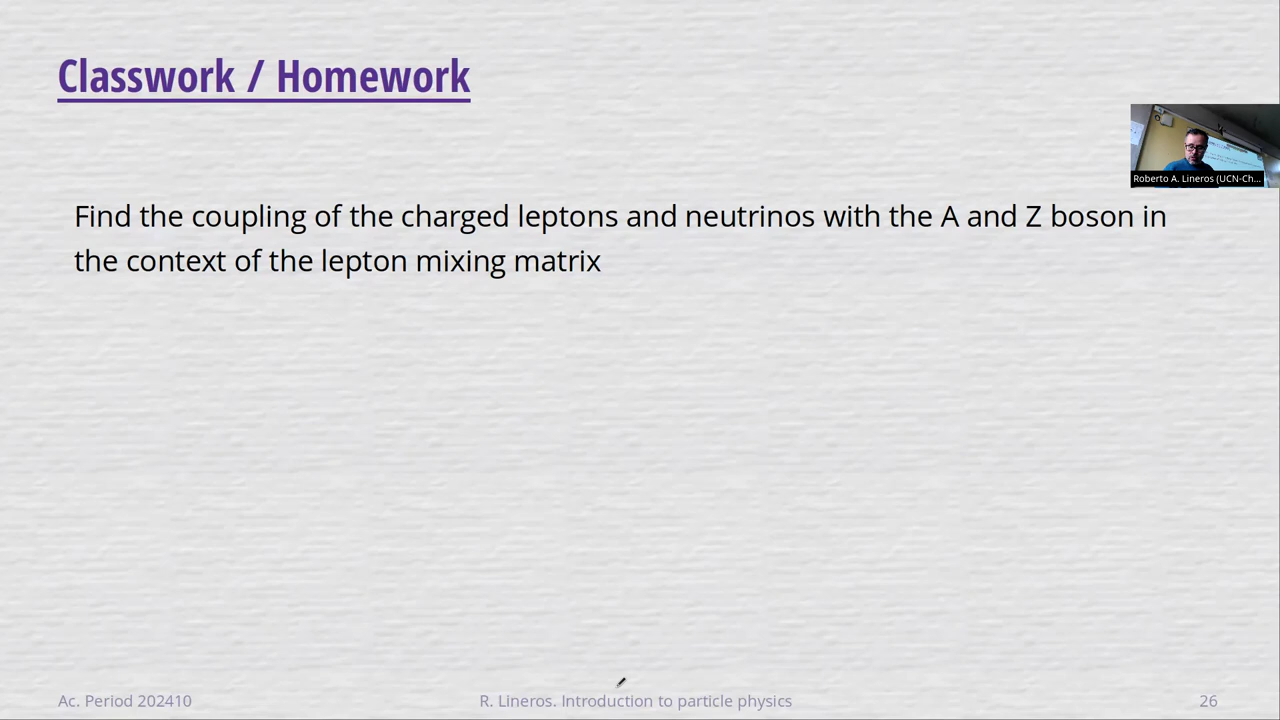 Classwork / Homework
Roberto A. Lineros (UCN-Ch...
Find the coupling of the charged leptons and neutrinos with the A and Z boson in
the context of the lepton mixing matrix
Ac. Period 202410
R. Lineros. Introduction to particle physics
26